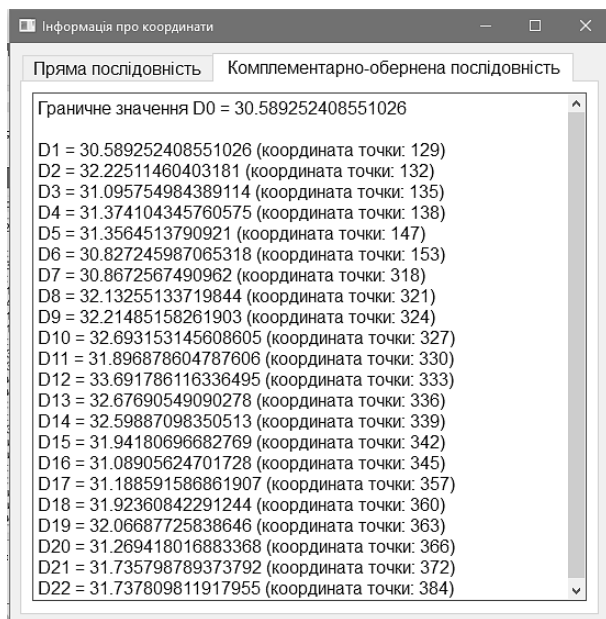 Інформація про координати
Пряма послідовність
Комплементарно-обернена послідовність
Граничне значення D0 = 30.589252408551026
D1 = 30.589252408551026 (координата точки: 129)
D2 = 32.22511460403181 (координата точки: 132)
D3 = 31.095754984389114 (координата точки: 135)
D4 = 31.374104345760575 (координата точки: 138)
D5 = 31.3564513790921 (координата точки: 147)
D6 = 30.827245987065318 (координата точки: 153)
D7 = 30.8672567490962 (координата точки: 318)
D8 = 32.13255133719844 (координата точки: 321)
D9 = 32.21485158261903 (координата точки: 324)
D10 = 32.693153145608605 (координата точки: 327)
D11 = 31.896878604787606 (координата точки: 330)
D12 = 33.691786116336495 (координата точки: 333)
D13 = 32.67690549090278 (координата точки: 336)
D14 = 32.59887098350513 (координата точки: 339)
D15 = 31.94180696682769 (координата точки: 342)
D16 = 31.08905624701728 (координата точки: 345)
D17 = 31.188591586861907 (координата точки: 357)
D18 = 31.92360842291244 (координата точки: 360)
D19 = 32.06687725838646 (координата точки: 363)
D20 = 31.269418016883368 (координата точки: 366)
D21 = 31.735798789373792 (координата точки: 372)
D22 = 31.737809811917955 (координата точки: 384)